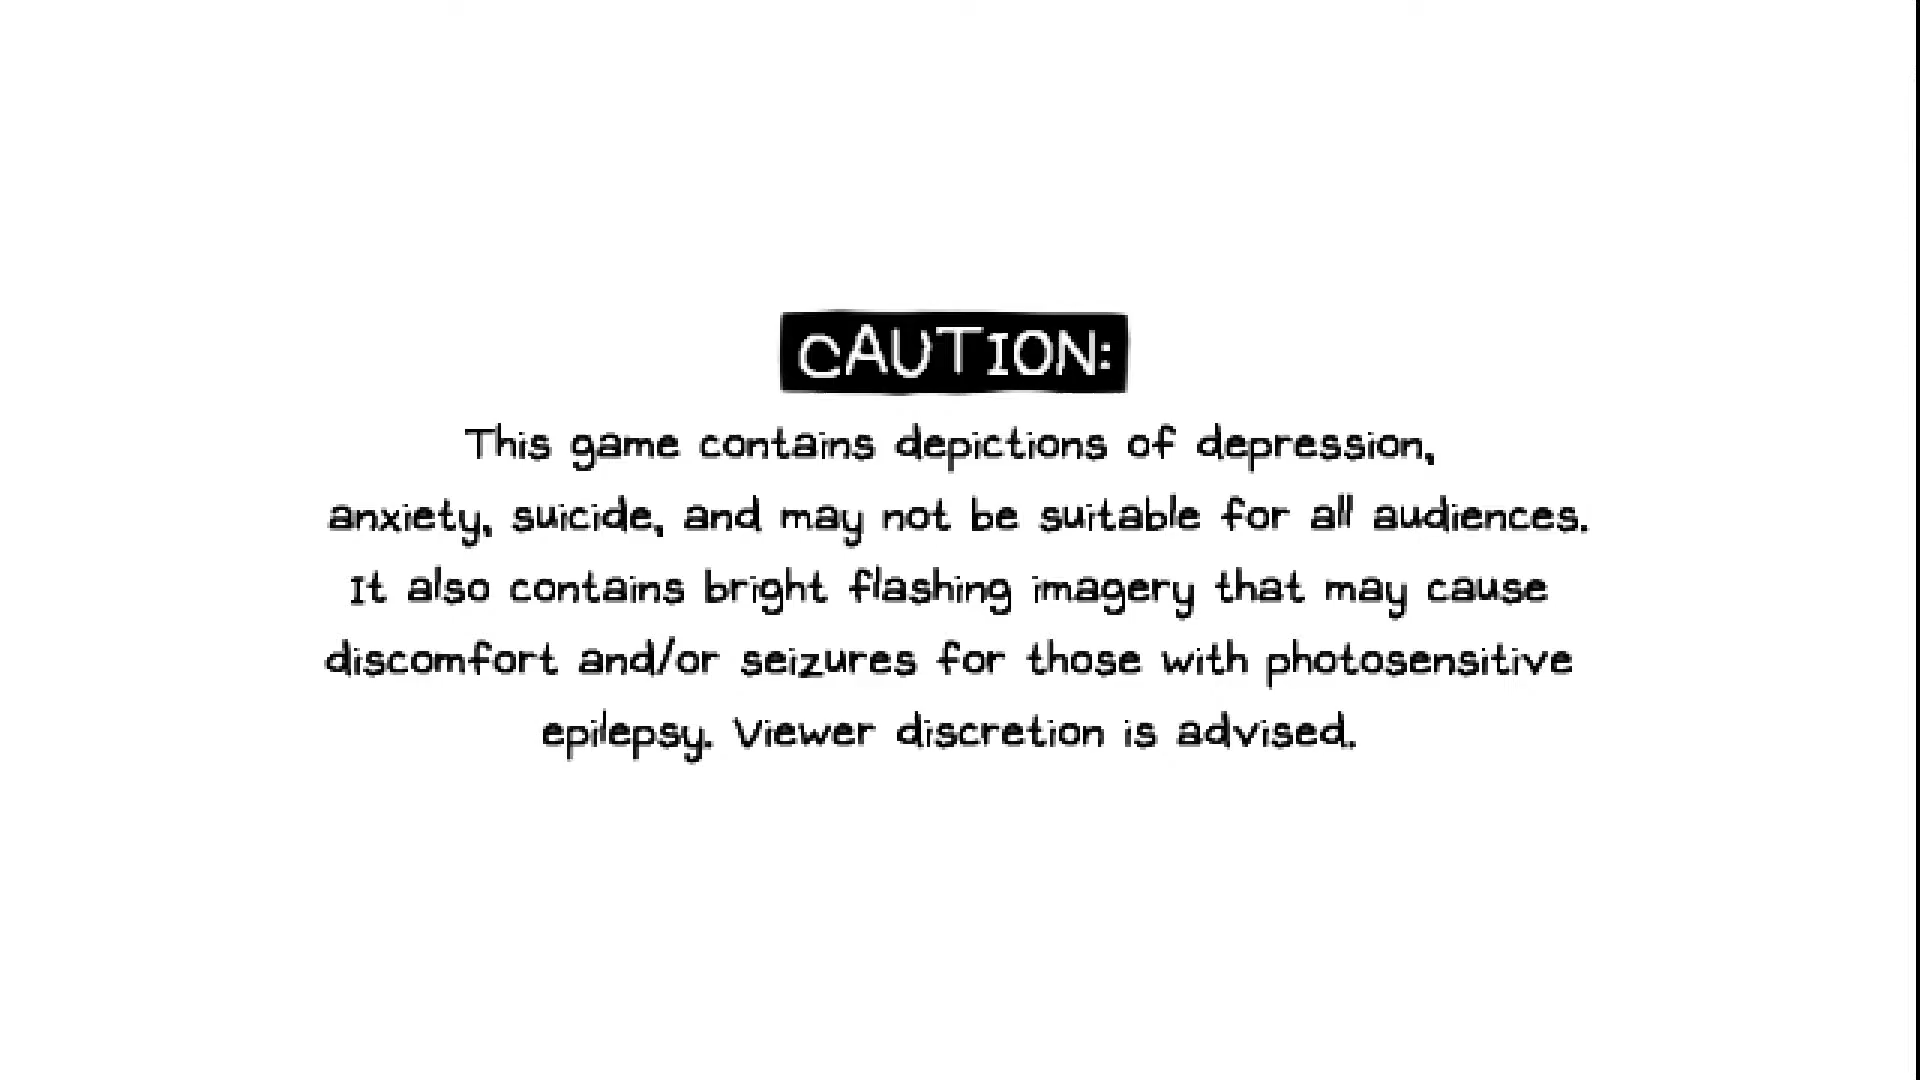 CAUTION:
This game contains depictions of depression,
anxiety, suicide, and may not be suitable for all audiences.
It also contains bright flashing imagery that may cause
discomfort and/or seizures for those with photosensitive
epilepsy. Viewer discretion is advised.